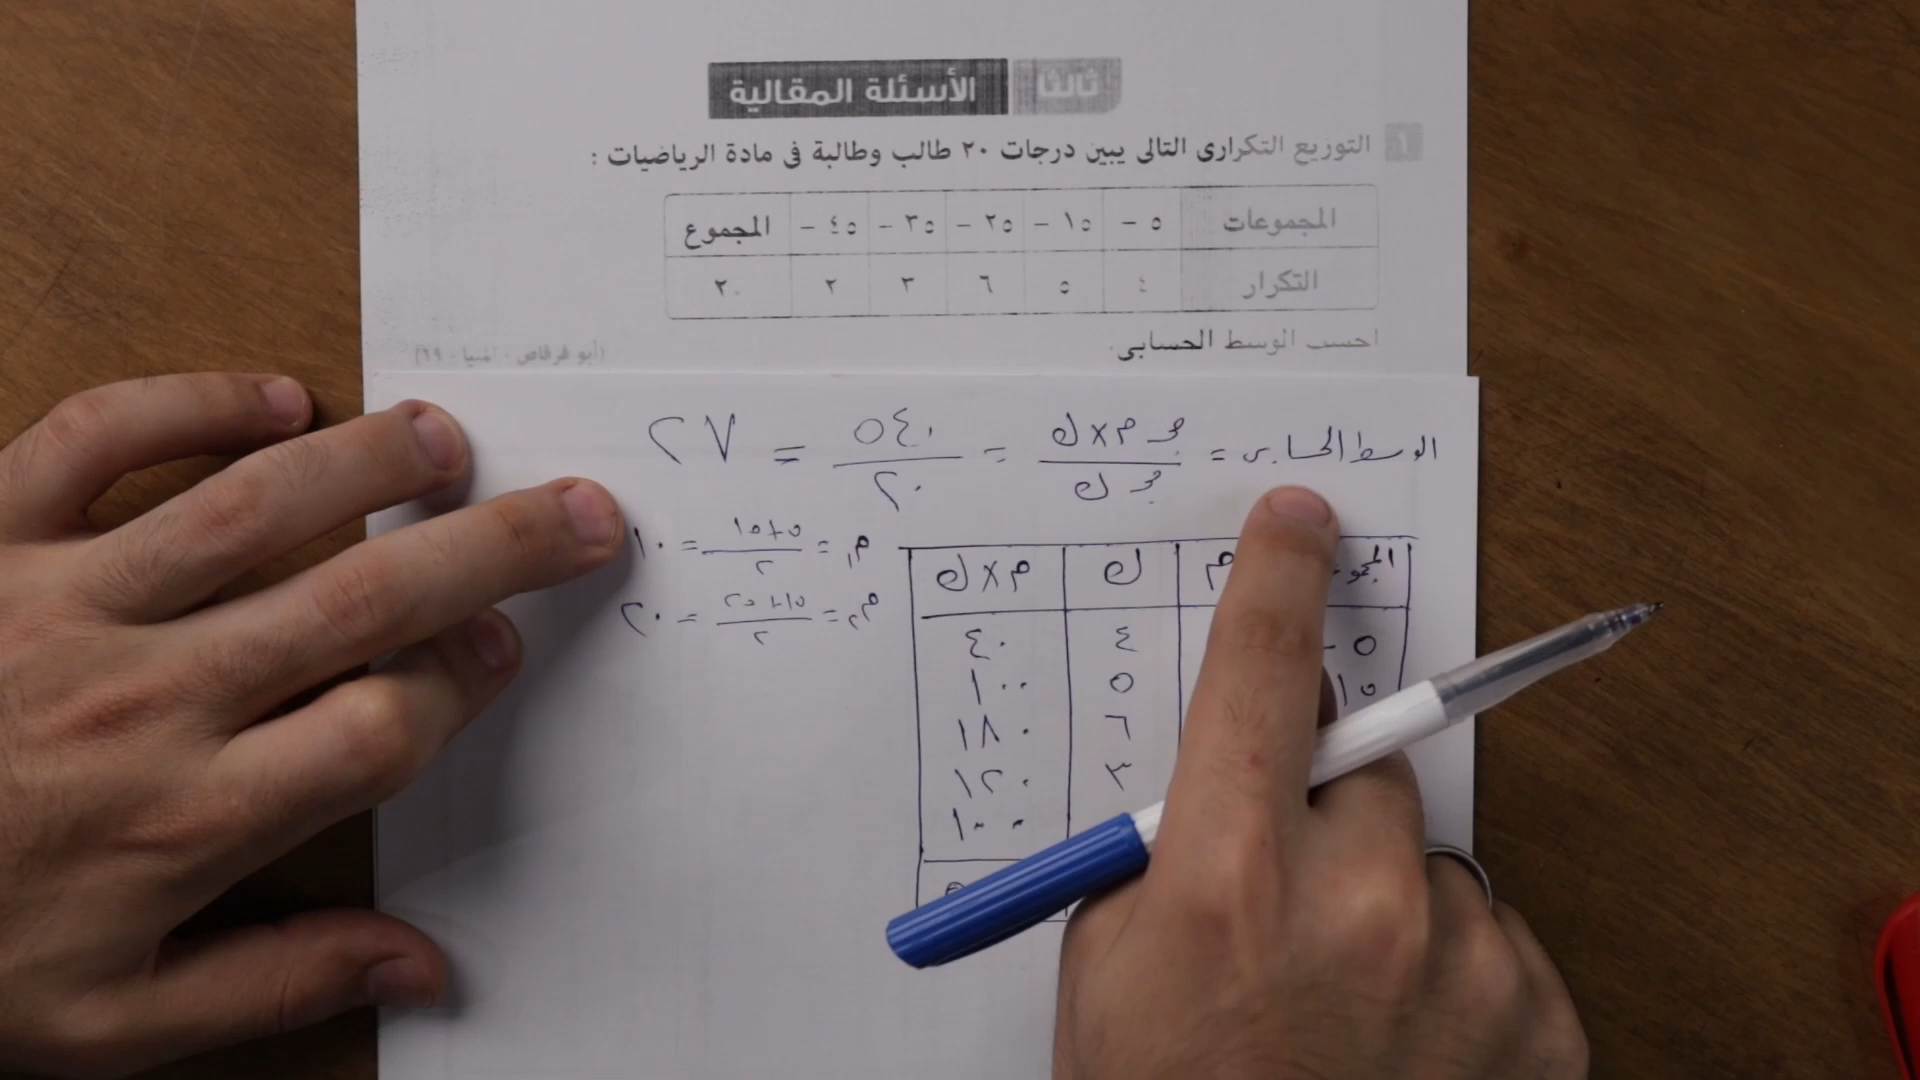 ثالثا الأسئلة المقالية
١ التوزيع التكرارى التالى يبين درجات ٢٠ طالب وطالبة فى مادة الرياضيات :
المجموعات ٥ - ١٥ - ٢٥ - ٣٥ - ٤٥ - المجموع
التكرار ٤ ٥ ٦ ٣ ٢ ٢٠
احسب الوسط الحسابى.
(أبو قرقاص - المنيا - ٢٩)
الوسط الحسابى = مجـ م × ك / مجـ ك = ٥٤٠ / ٢٠ = ٢٧
م١ = ٥ + ١٥ / ٢ = ١٠
م٢ = ١٥ + ٢٥ / ٢ = ٢٠
م ك م × ك
٥ - ٤ ٤٠
١٥ ٥ ١٠٠
٦ ١٨٠
٣ ١٢٠
١٠٠